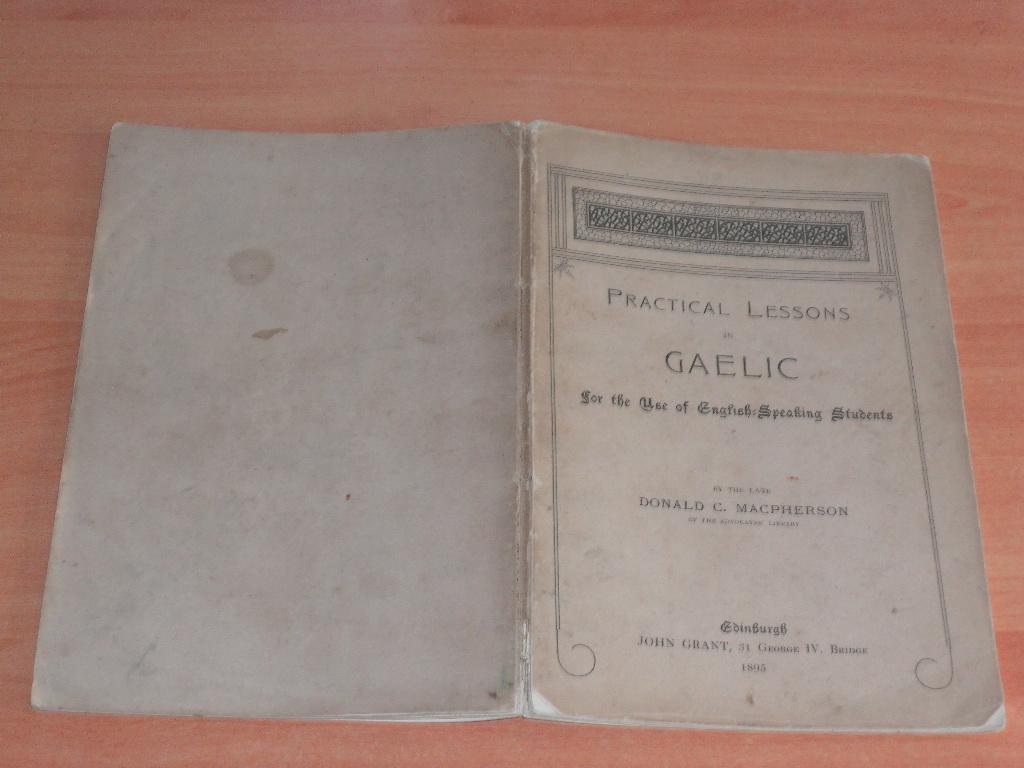 PRACTICAL LESSONS
IN
GAELIC
For the Use of English-Speaking Students
BY THE LATE
DONALD C. MACPHERSON
OF THE ADVOCATES' LIBRARY
Edinburgh
JOHN GRANT, 31 GEORGE IV. BRIDGE
1895